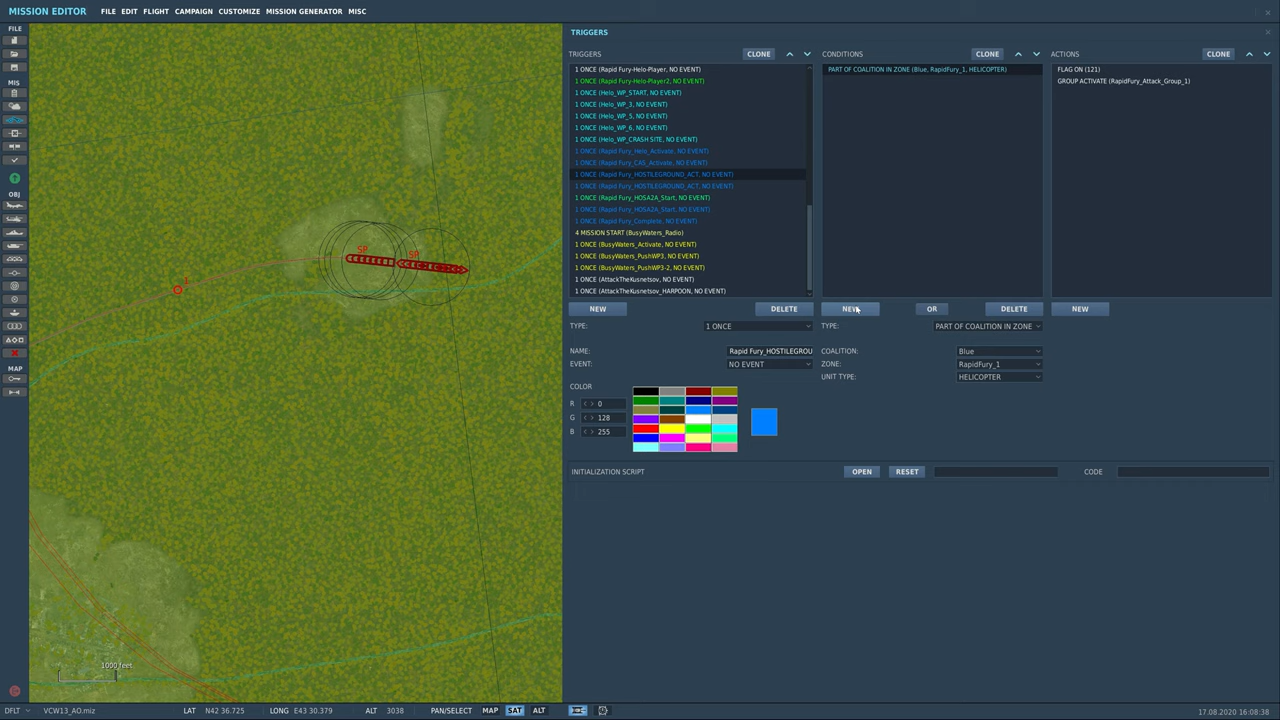 MISSION EDITOR FILE EDIT FLIGHT CAMPAIGN CUSTOMIZE MISSION GENERATOR MISC
FILE
MIS
OBJ
MAP
SP
SP
1000 feet
TRIGGERS
TRIGGERS CLONE
1 ONCE (Rapid Fury-Helo-Player, NO EVENT)
1 ONCE (Rapid Fury-Helo-Player2, NO EVENT)
1 ONCE (Helo_WP_START, NO EVENT)
1 ONCE (Helo_WP_3, NO EVENT)
1 ONCE (Helo_WP_5, NO EVENT)
1 ONCE (Helo_WP_6, NO EVENT)
1 ONCE (Helo_WP_CRASH SITE, NO EVENT)
1 ONCE (Rapid Fury_Helo_Activate, NO EVENT)
1 ONCE (Rapid Fury_CAS_Activate, NO EVENT)
1 ONCE (Rapid Fury_HOSTILEGROUND_ACT, NO EVENT)
1 ONCE (Rapid Fury_HOSTILEGROUND_ACT, NO EVENT)
1 ONCE (Rapid Fury_HOSA2A_Start, NO EVENT)
1 ONCE (Rapid Fury_HOSA2A_Start, NO EVENT)
1 ONCE (Rapid Fury_Complete, NO EVENT)
4 MISSION START (BusyWaters_Radio)
1 ONCE (BusyWaters_Activate, NO EVENT)
1 ONCE (BusyWaters_PushWP3, NO EVENT)
1 ONCE (BusyWaters_PushWP3-2, NO EVENT)
1 ONCE (AttackTheKusnetsov, NO EVENT)
1 ONCE (AttackTheKusnetsov_HARPOON, NO EVENT)
NEW DELETE
TYPE: 1 ONCE
NAME: Rapid Fury_HOSTILEGROU
EVENT: NO EVENT
COLOR
R < > 0
G < > 128
B < > 255
CONDITIONS CLONE
PART OF COALITION IN ZONE (Blue, RapidFury_1, HELICOPTER)
NEW OR DELETE
TYPE: PART OF COALITION IN ZONE
COALITION: Blue
ZONE: RapidFury_1
UNIT TYPE: HELICOPTER
ACTIONS CLONE
FLAG ON (121)
GROUP ACTIVATE (RapidFury_Attack_Group_1)
NEW
INITIALIZATION SCRIPT OPEN RESET CODE
DFLT VCW13_AO.miz LAT N42 36.725 LONG E43 30.379 ALT 3038 PAN/SELECT MAP SAT ALT 17.08.2020 16:08:38